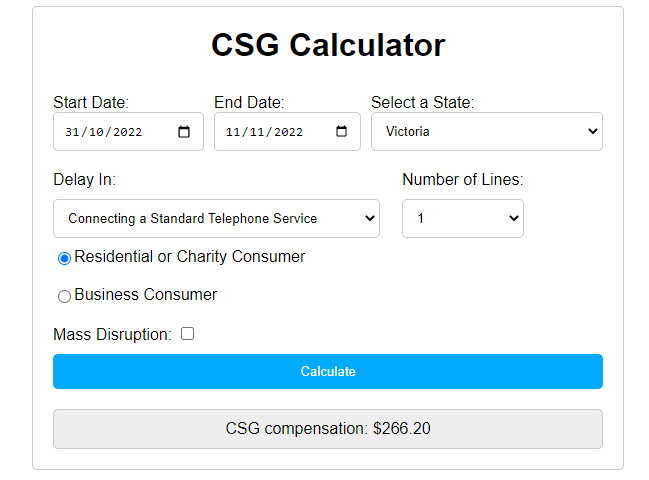 CSG Calculator
Start Date: End Date: Select a State:
31/10/2022 11/11/2022 Victoria
Delay In: Number of Lines:
Connecting a Standard Telephone Service 1
Residential or Charity Consumer
Business Consumer
Mass Disruption:
Calculate
CSG compensation: $266.20